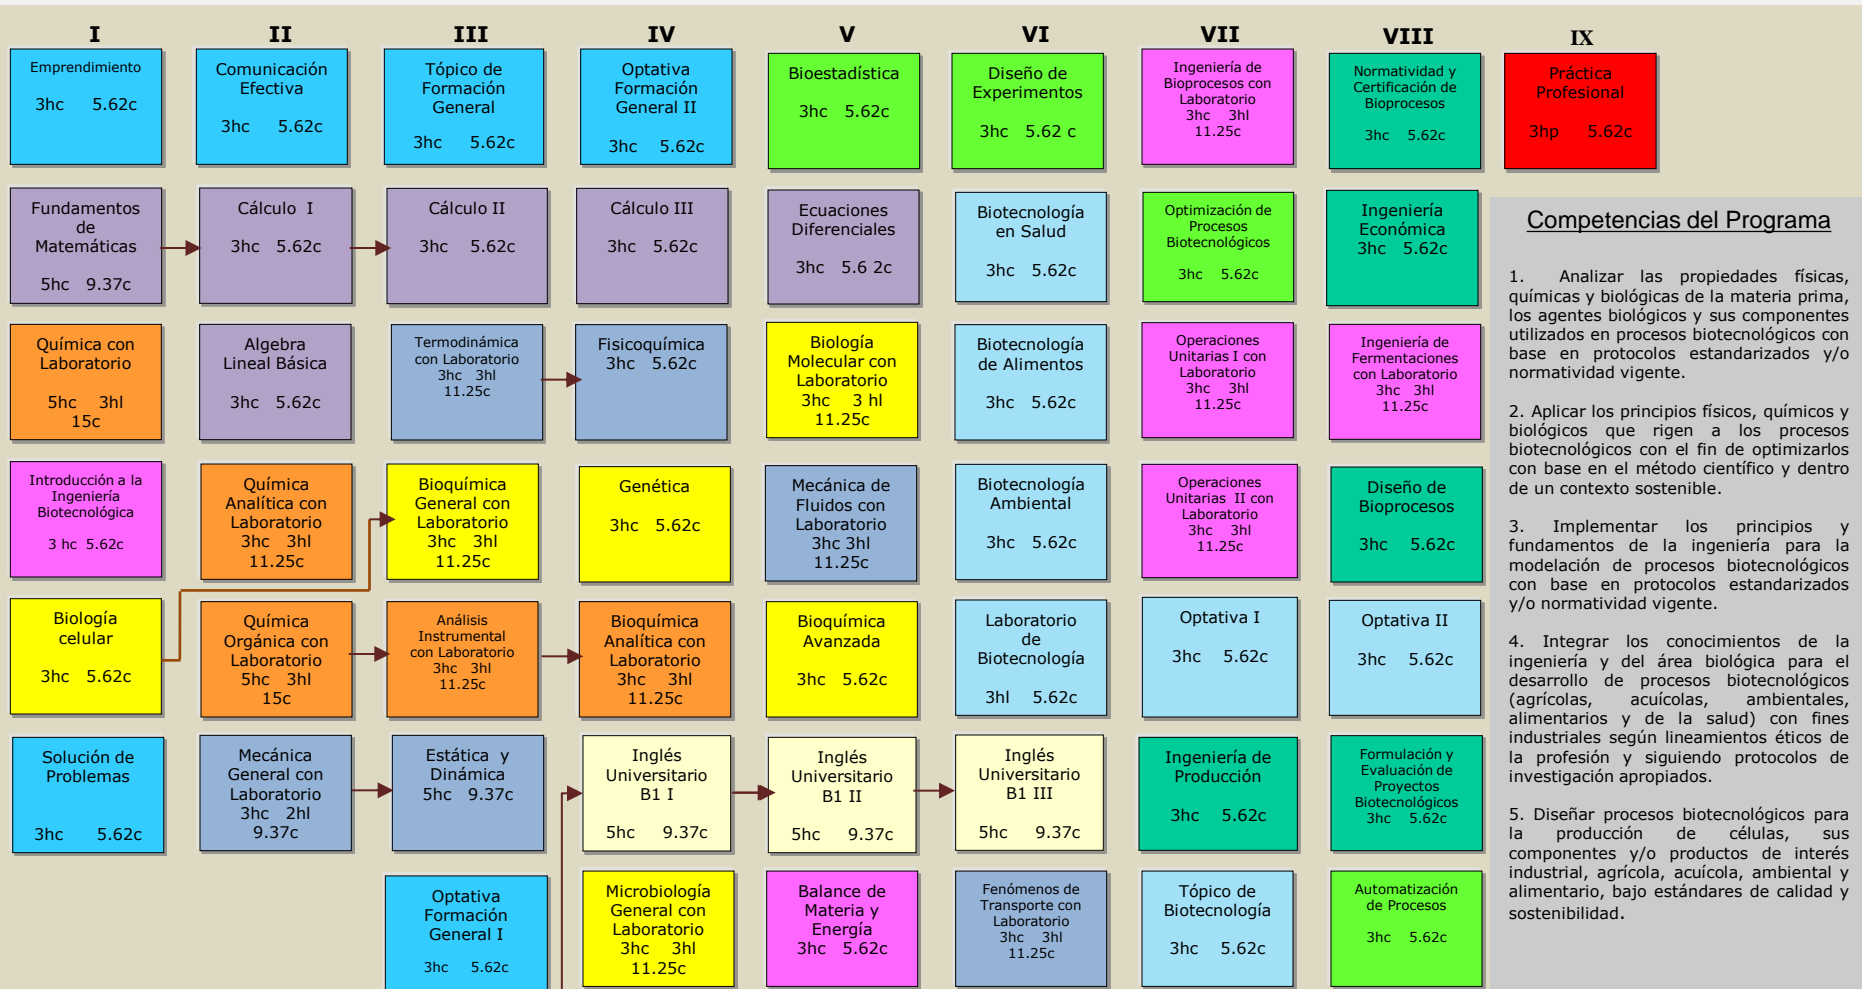 I II III IV V VI VII VIII IX
Emprendimiento
3hc 5.62c
Comunicación
Efectiva
3hc 5.62c
Tópico de
Formación
General
3hc 5.62c
Optativa
Formación
General II
3hc 5.62c
Bioestadística
3hc 5.62c
Diseño de
Experimentos
3hc 5.62 c
Ingeniería de
Bioprocesos con
Laboratorio
3hc 3hl
11.25c
Normatividad y
Certificación de
Bioprocesos
3hc 5.62c
Práctica
Profesional
3hp 5.62c
Fundamentos
de
Matemáticas
5hc 9.37c
Cálculo I
3hc 5.62c
Cálculo II
3hc 5.62c
Cálculo III
3hc 5.62c
Ecuaciones
Diferenciales
3hc 5.6 2c
Biotecnología
en Salud
3hc 5.62c
Optimización de
Procesos
Biotecnológicos
3hc 5.62c
Ingeniería
Económica
3hc 5.62c
Química con
Laboratorio
5hc 3hl
15c
Algebra
Lineal Básica
3hc 5.62c
Termodinámica
con Laboratorio
3hc 3hl
11.25c
Fisicoquímica
3hc 5.62c
Biología
Molecular con
Laboratorio
3hc 3 hl
11.25c
Biotecnología
de Alimentos
3hc 5.62c
Operaciones
Unitarias I con
Laboratorio
3hc 3hl
11.25c
Ingeniería de
Fermentaciones
con Laboratorio
3hc 3hl
11.25c
Introducción a la
Ingeniería
Biotecnológica
3 hc 5.62c
Química
Analítica con
Laboratorio
3hc 3hl
11.25c
Bioquímica
General con
Laboratorio
3hc 3hl
11.25c
Genética
3hc 5.62c
Mecánica de
Fluidos con
Laboratorio
3hc 3hl
11.25c
Biotecnología
Ambiental
3hc 5.62c
Operaciones
Unitarias II con
Laboratorio
3hc 3hl
11.25c
Diseño de
Bioprocesos
3hc 5.62c
Biología
celular
3hc 5.62c
Química
Orgánica con
Laboratorio
5hc 3hl
15c
Análisis
Instrumental
con Laboratorio
3hc 3hl
11.25c
Bioquímica
Analítica con
Laboratorio
3hc 3hl
11.25c
Bioquímica
Avanzada
3hc 5.62c
Laboratorio
de
Biotecnología
3hl 5.62c
Optativa I
3hc 5.62c
Optativa II
3hc 5.62c
Solución de
Problemas
3hc 5.62c
Mecánica
General con
Laboratorio
3hc 2hl
9.37c
Estática y
Dinámica
5hc 9.37c
Inglés
Universitario
B1 I
5hc 9.37c
Inglés
Universitario
B1 II
5hc 9.37c
Inglés
Universitario
B1 III
5hc 9.37c
Ingeniería de
Producción
3hc 5.62c
Formulación y
Evaluación de
Proyectos
Biotecnológicos
3hc 5.62c
Optativa
Formación
General I
3hc 5.62c
Microbiología
General con
Laboratorio
3hc 3hl
11.25c
Balance de
Materia y
Energía
3hc 5.62c
Fenómenos de
Transporte con
Laboratorio
3hc 3hl
11.25c
Tópico de
Biotecnología
3hc 5.62c
Automatización
de Procesos
3hc 5.62c
Competencias del Programa
1. Analizar las propiedades físicas,
químicas y biológicas de la materia prima,
los agentes biológicos y sus componentes
utilizados en procesos biotecnológicos con
base en protocolos estandarizados y/o
normatividad vigente.
2. Aplicar los principios físicos, químicos y
biológicos que rigen a los procesos
biotecnológicos con el fin de optimizarlos
con base en el método científico y dentro
de un contexto sostenible.
3. Implementar los principios y
fundamentos de la ingeniería para la
modelación de procesos biotecnológicos
con base en protocolos estandarizados
y/o normatividad vigente.
4. Integrar los conocimientos de la
ingeniería y del área biológica para el
desarrollo de procesos biotecnológicos
(agrícolas, acuícolas, ambientales,
alimentarios y de la salud) con fines
industriales según lineamientos éticos de
la profesión y siguiendo protocolos de
investigación apropiados.
5. Diseñar procesos biotecnológicos para
la producción de células, sus
componentes y/o productos de interés
industrial, agrícola, acuícola, ambiental y
alimentario, bajo estándares de calidad y
sostenibilidad.